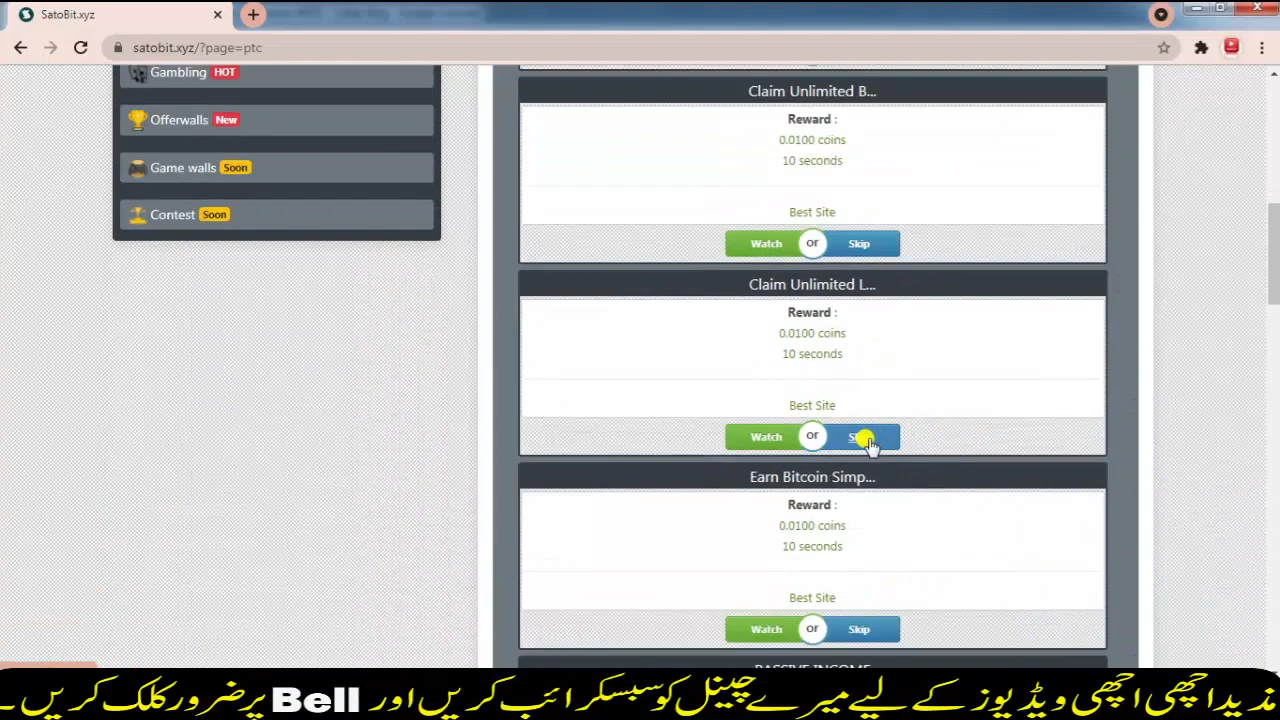 SatoBit.xyz
satobit.xyz/?page=ptc
Gambling HOT
Offerwalls New
Game walls Soon
Contest Soon
Claim Unlimited B...
Reward :
0.0100 coins
10 seconds
Best Site
Watch or Skip
Claim Unlimited L...
Reward :
0.0100 coins
10 seconds
Best Site
Watch or
Earn Bitcoin Simp...
Reward :
0.0100 coins
10 seconds
Best Site
Watch or Skip
PASSIVE INCOME
مذیداچھی اچھی ویڈیوز کے لیے میرے چینل کو سبسکرائب کریں اور Bell پر ضرور کلک کریں۔